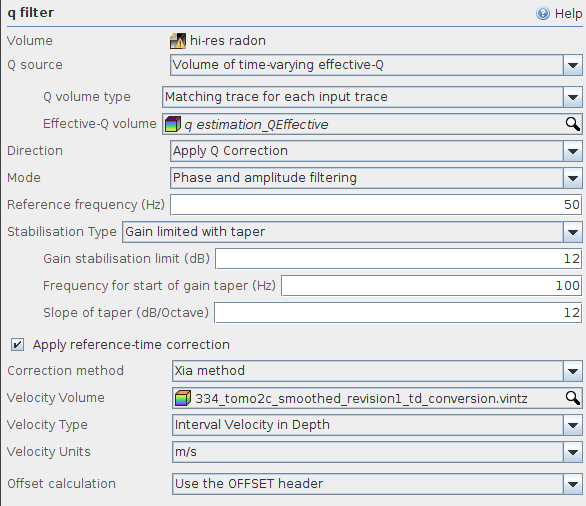 q filter
Help
Volume hi-res radon
Q source Volume of time-varying effective-Q
Q volume type Matching trace for each input trace
Effective-Q volume q estimation_QEffective
Direction Apply Q Correction
Mode Phase and amplitude filtering
Reference frequency (Hz) 50
Stabilisation Type Gain limited with taper
Gain stabilisation limit (dB) 12
Frequency for start of gain taper (Hz) 100
Slope of taper (dB/Octave) 12
Apply reference-time correction
Correction method Xia method
Velocity Volume 334_tomo2c_smoothed_revision1_td_conversion.vintz
Velocity Type Interval Velocity in Depth
Velocity Units m/s
Offset calculation Use the OFFSET header